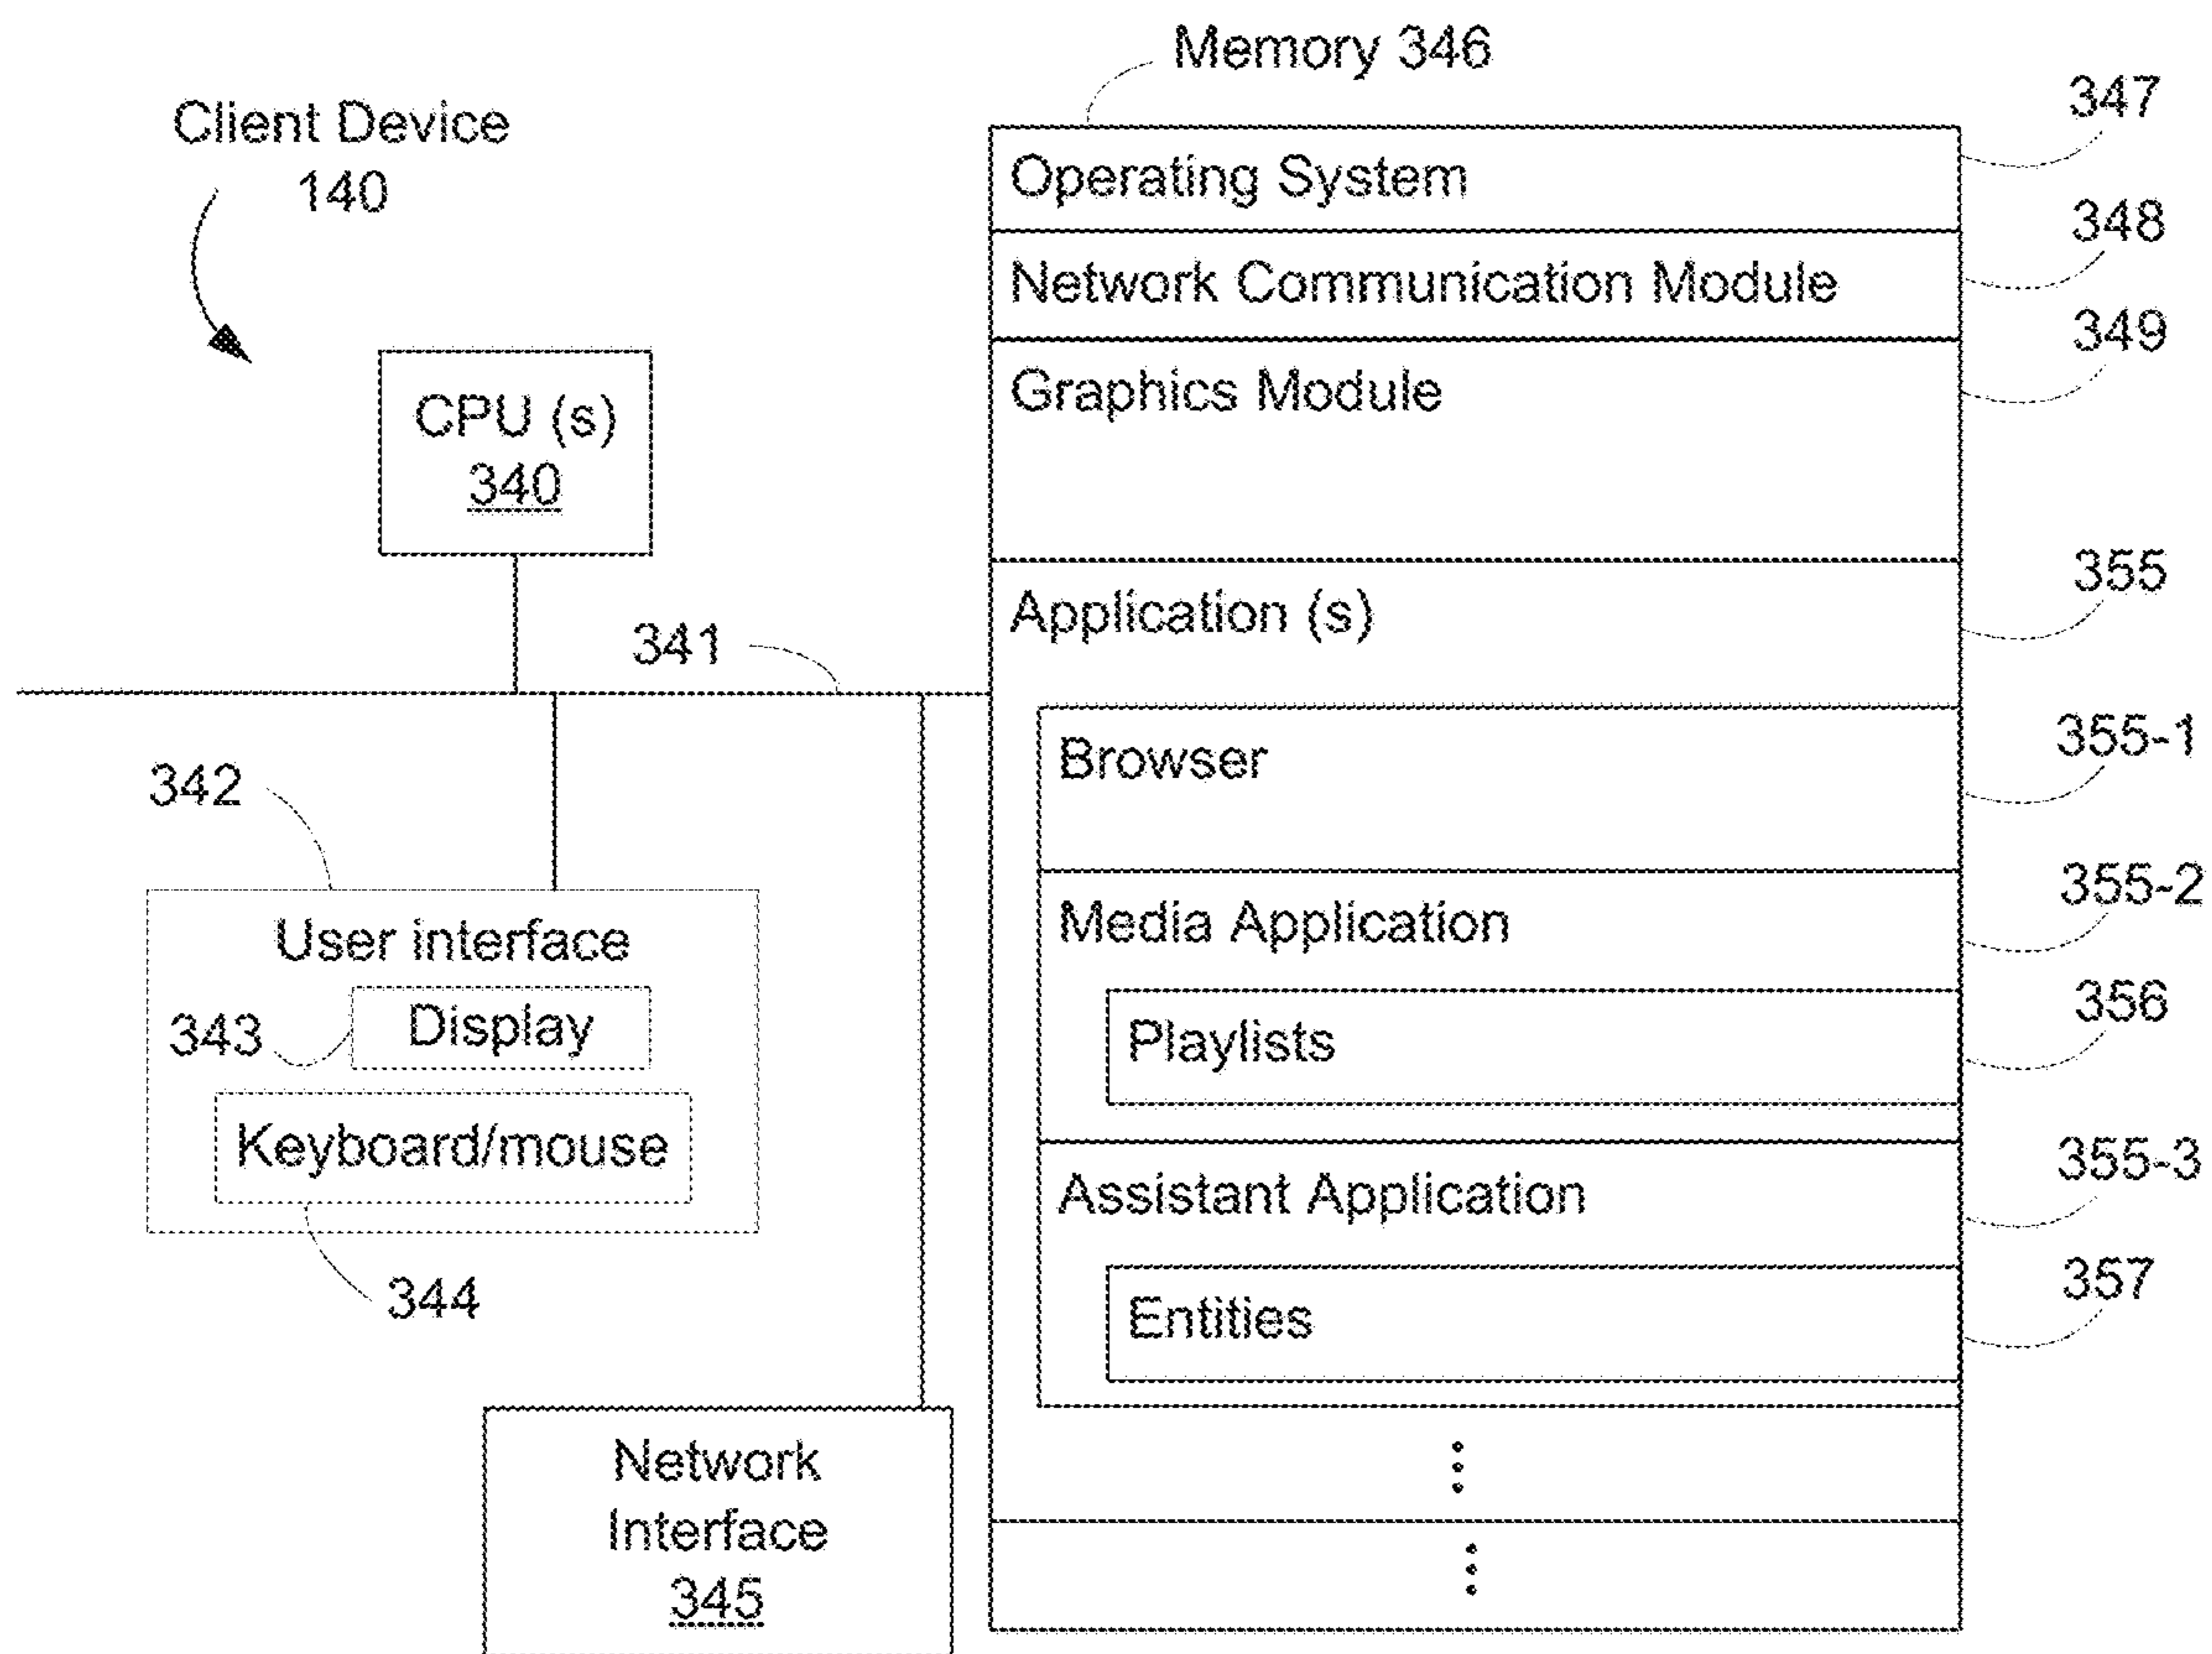 Memory 346
Client Device
140
CPU (s)
340
341
342
User interface
343
Display
Keyboard/mouse
344
Network
Interface
345
Operating System
347
Network Communication Module
348
Graphics Module
349
Application (s)
355
Browser
355-1
Media Application
355-2
Playlists
356
Assistant Application
355-3
Entities
357